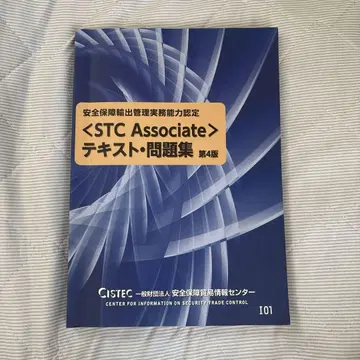 安全保障輸出管理実務能力認定
<STC Associate>
テキスト・問題集 第4版
CISTEC 一般財団法人 安全保障貿易情報センター
CENTER FOR INFORMATION ON SECURITY TRADE CONTROL
I01